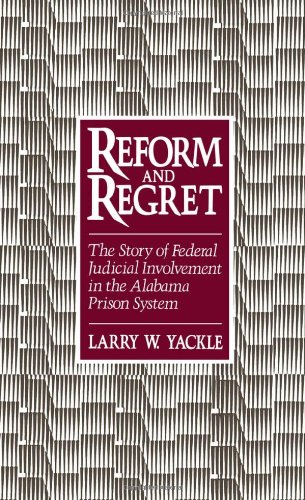 REFORM
AND
REGRET
The Story of Federal
Judicial Involvement
in the Alabama
Prison System
LARRY W. YACKLE